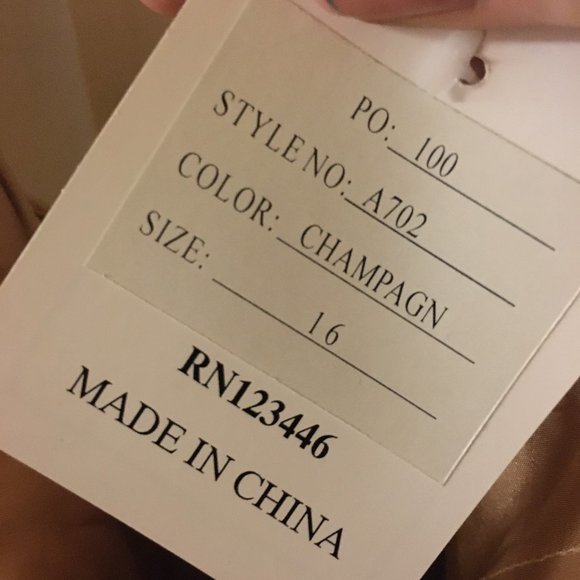 PO: 100
STYLE NO: A702
COLOR: CHAMPAGN
SIZE: 16
RN123446
MADE IN CHINA